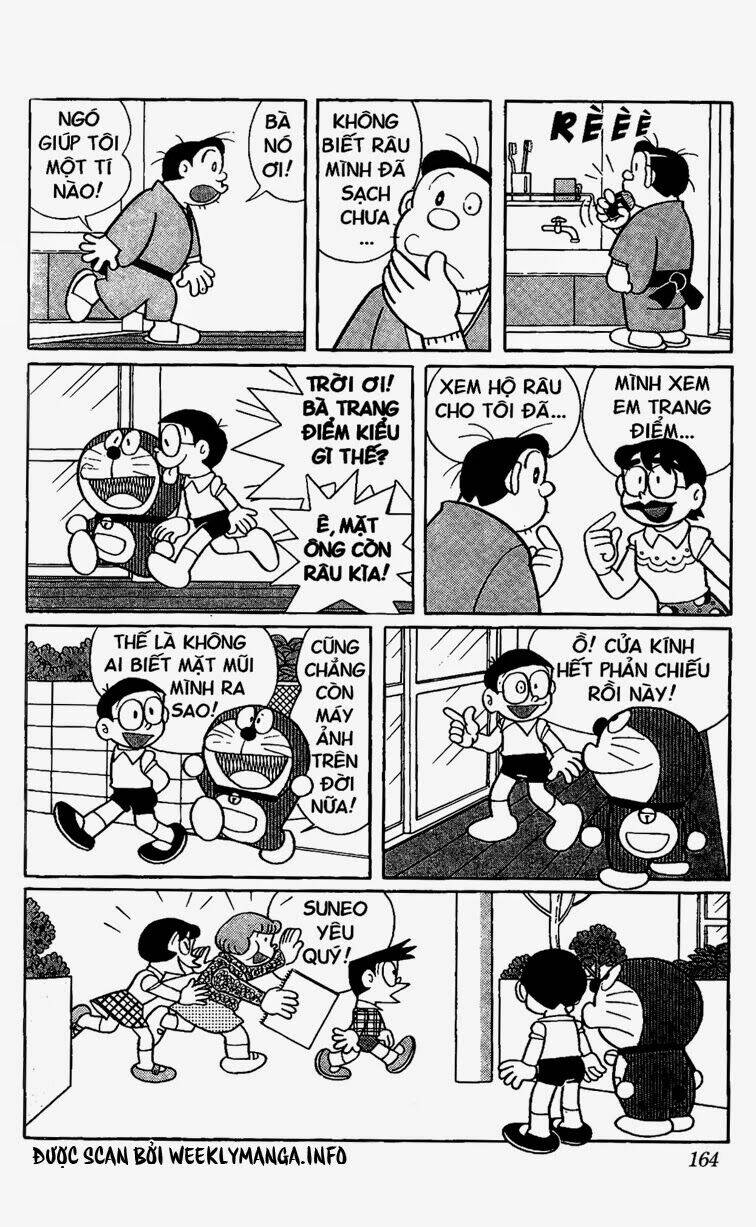 RÈÈÈ
KHÔNG
BIẾT RÂU
MÌNH ĐÃ
SẠCH
CHƯA
...
BÀ
NÓ
ƠI!
NGÓ
GIÚP TÔI
MỘT TÍ
NÀO!
MÌNH XEM
EM TRANG
ĐIỂM...
XEM HỘ RÂU
CHO TÔI ĐÃ...
TRỜI ƠI!
BÀ TRANG
ĐIỂM KIỂU
GÌ THẾ?
Ê, MẶT
ÔNG CÒN
RÂU KÌA!
Ồ! CỬA KÍNH
HẾT PHẢN CHIẾU
RỒI NÀY!
CŨNG
CHẲNG
CÒN
MÁY
ẢNH
TRÊN
ĐỜI
NỮA!
THẾ LÀ KHÔNG
AI BIẾT MẶT MŨI
MÌNH RA
SAO!
SUNEO
YÊU
QUÝ!
ĐƯỢC SCAN BỞI WEEKLYMANGA.INFO
164